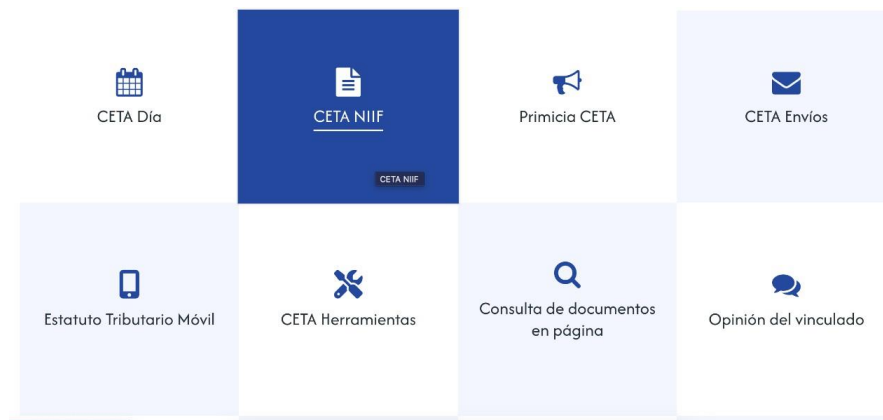 CETA Día
CETA NIIF
Primicia CETA
CETA Envíos
CETA NIIF
Estatuto Tributario Móvil
CETA Herramientas
Consulta de documentos
en página
Opinión del vinculado